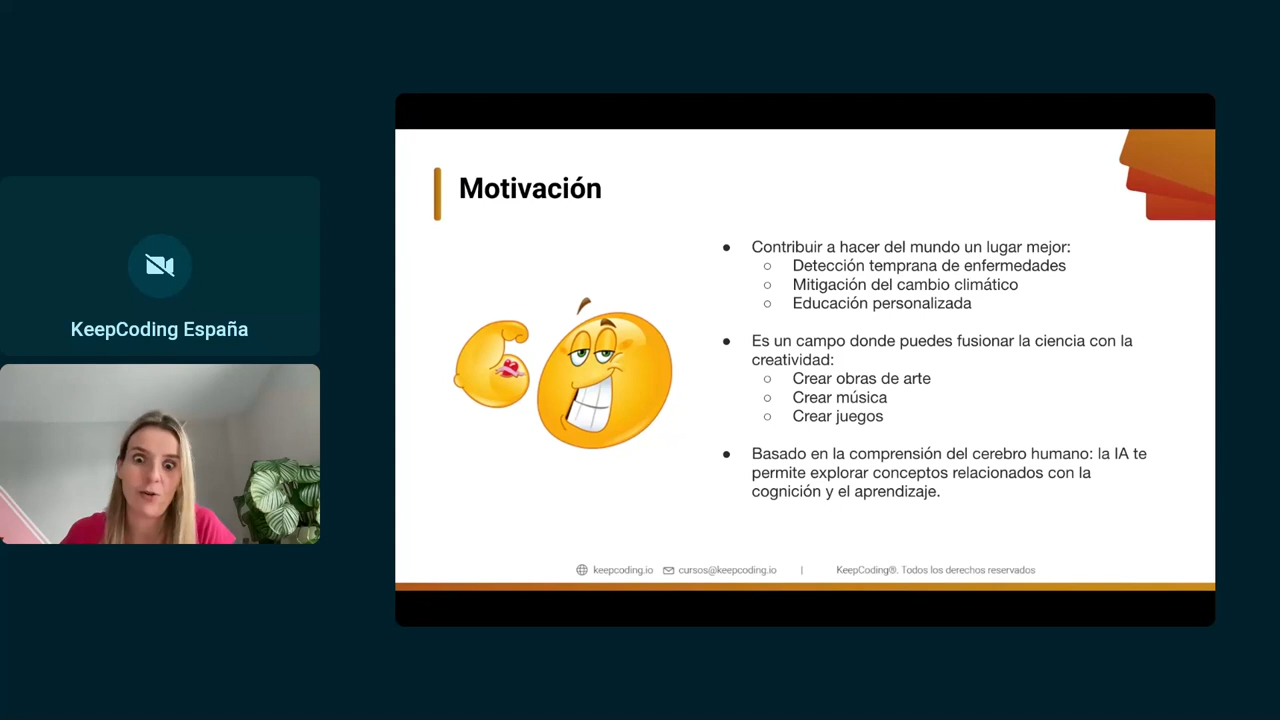 KeepCoding España
Motivación
● Contribuir a hacer del mundo un lugar mejor:
○ Detección temprana de enfermedades
○ Mitigación del cambio climático
○ Educación personalizada
● Es un campo donde puedes fusionar la ciencia con la
creatividad:
○ Crear obras de arte
○ Crear música
○ Crear juegos
● Basado en la comprensión del cerebro humano: la IA te
permite explorar conceptos relacionados con la
cognición y el aprendizaje.
keepcoding.io cursos@keepcoding.io | KeepCoding®. Todos los derechos reservados